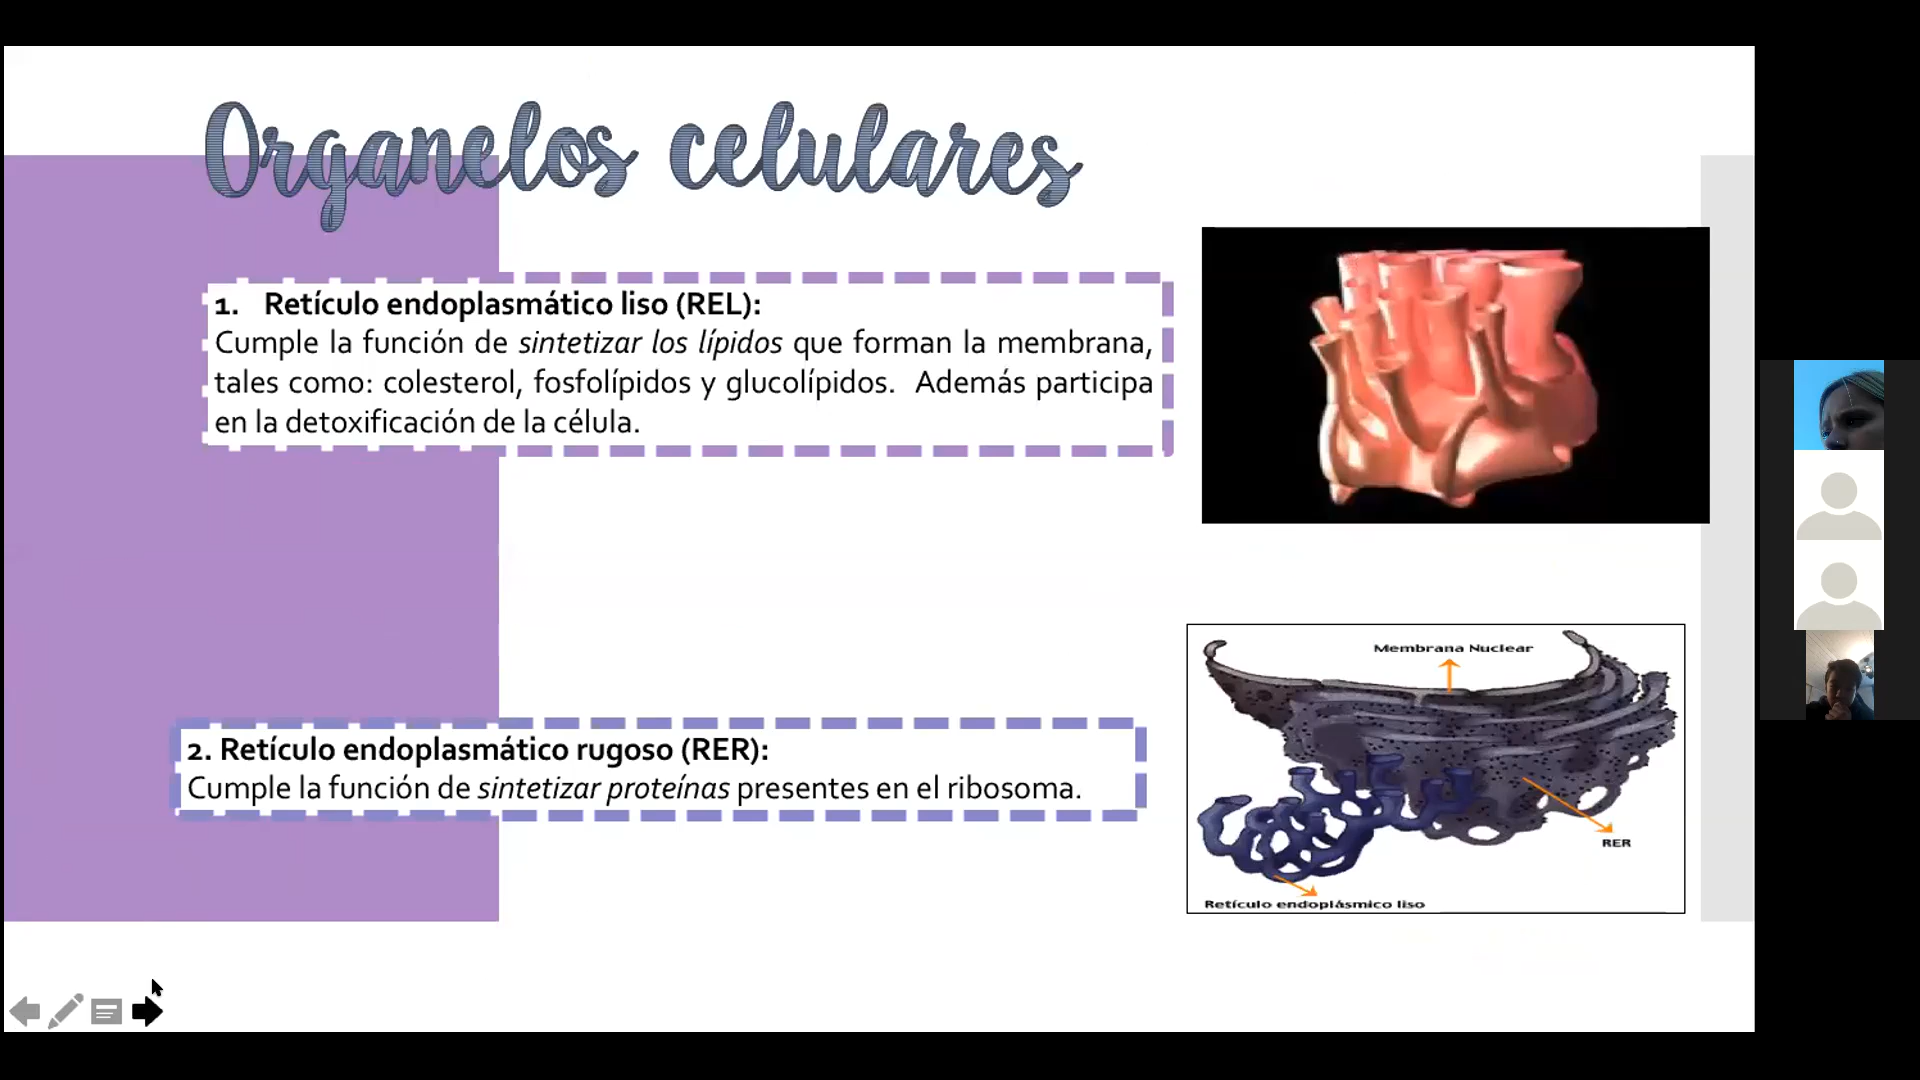 Organelos celulares
1. Retículo endoplasmático liso (REL):
Cumple la función de sintetizar los lípidos que forman la membrana,
tales como: colesterol, fosfolípidos y glucolípidos. Además participa
en la detoxificación de la célula.
2. Retículo endoplasmático rugoso (RER):
Cumple la función de sintetizar proteínas presentes en el ribosoma.
Membrana Nuclear
RER
Retículo endoplásmico liso